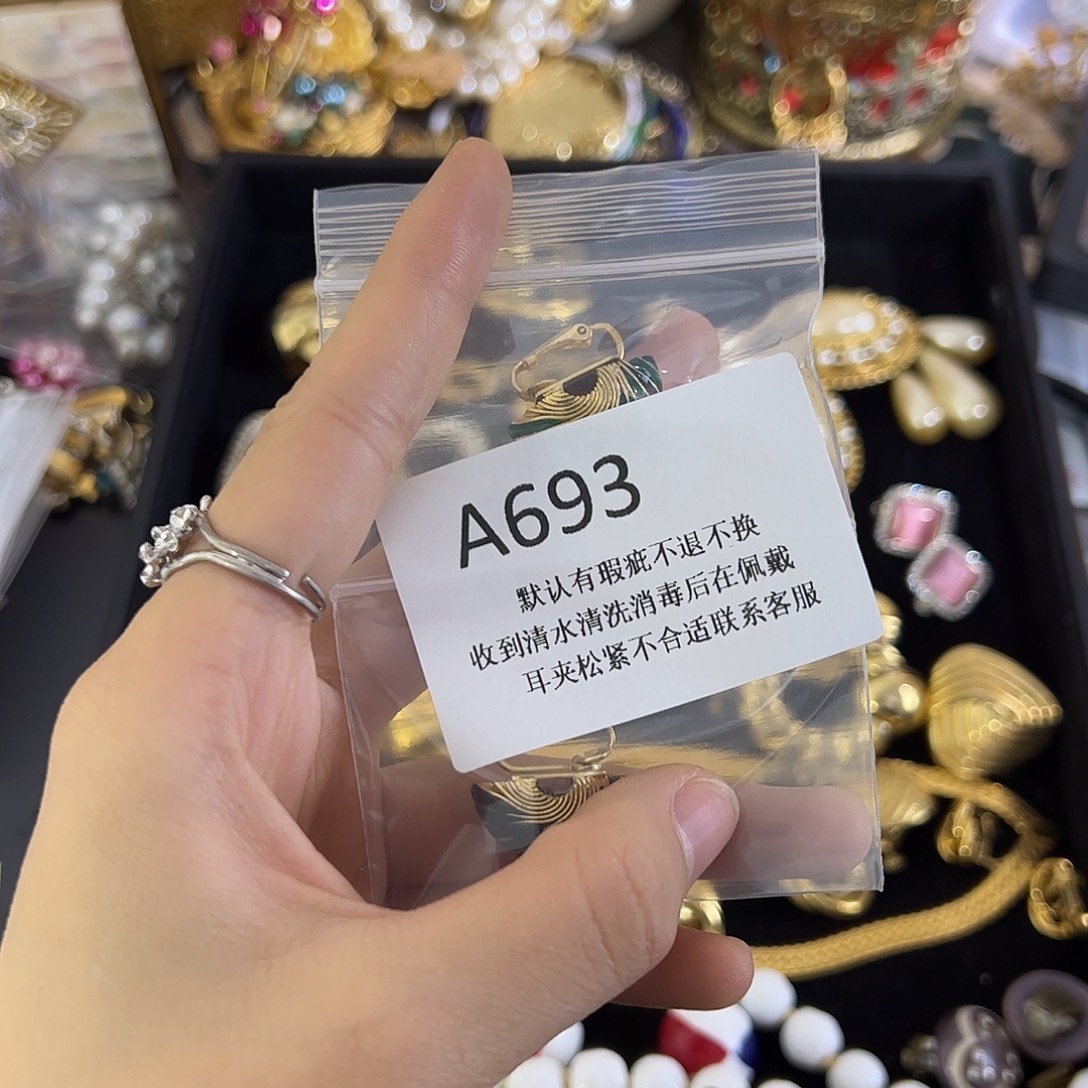 A693
默认有瑕疵不退不换
收到清水清洗消毒后在佩戴
耳夹松紧不合适联系客服